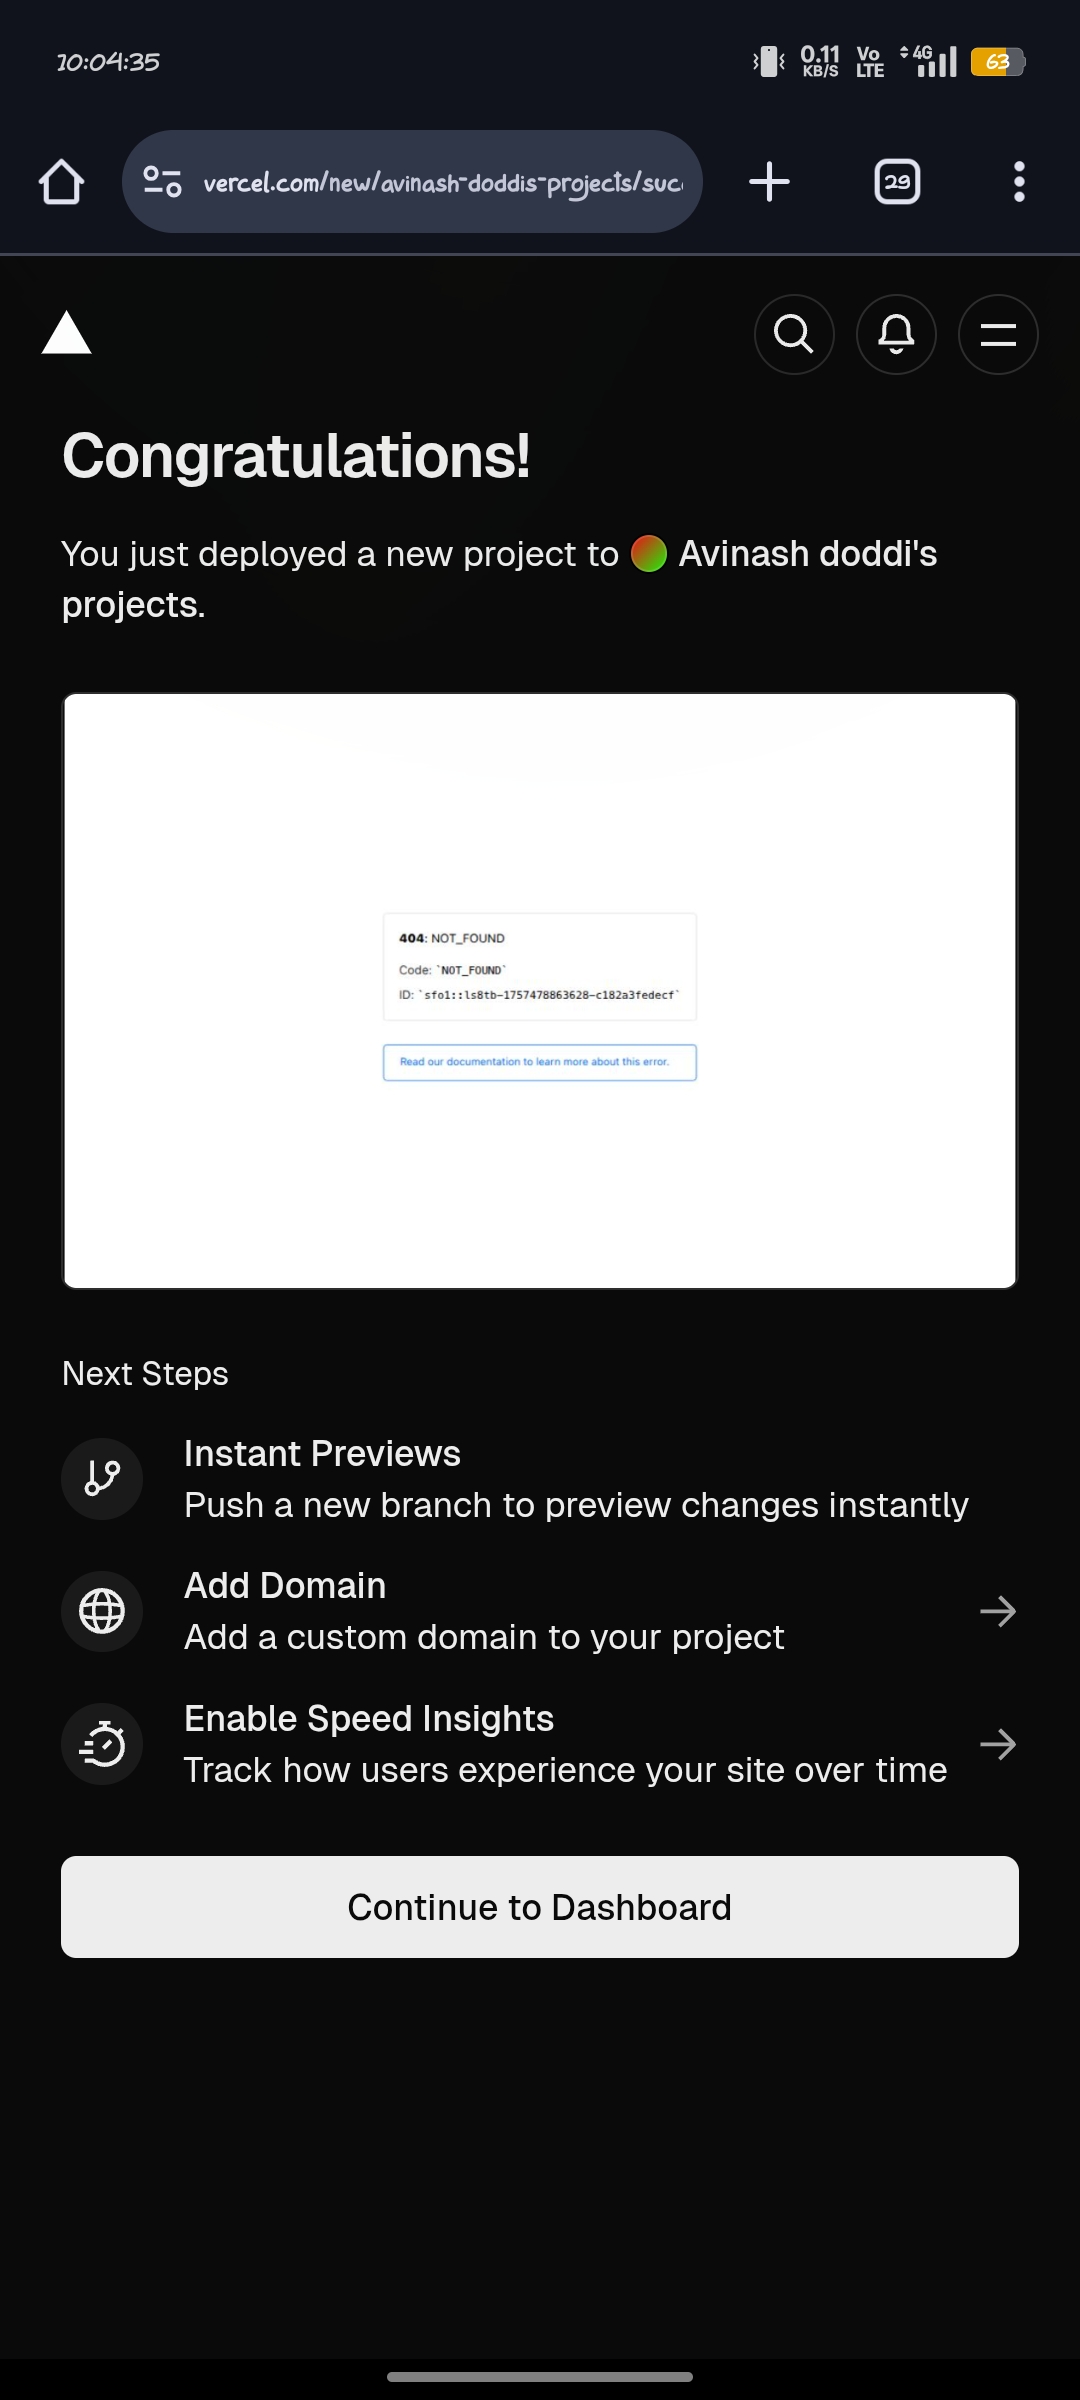 10:04:35
0.11
KB/S
Vo
LTE
4G
63
vercel.com/new/avinash-doddis-projects/suc
29
Congratulations!
You just deployed a new project to Avinash doddi's
projects.
404: NOT_FOUND
Code: `NOT_FOUND`
ID: `sfo1::ls8tb-1757478863628-c182a3fedecf`
Read our documentation to learn more about this error.
Next Steps
Instant Previews
Push a new branch to preview changes instantly
Add Domain
Add a custom domain to your project
Enable Speed Insights
Track how users experience your site over time
Continue to Dashboard